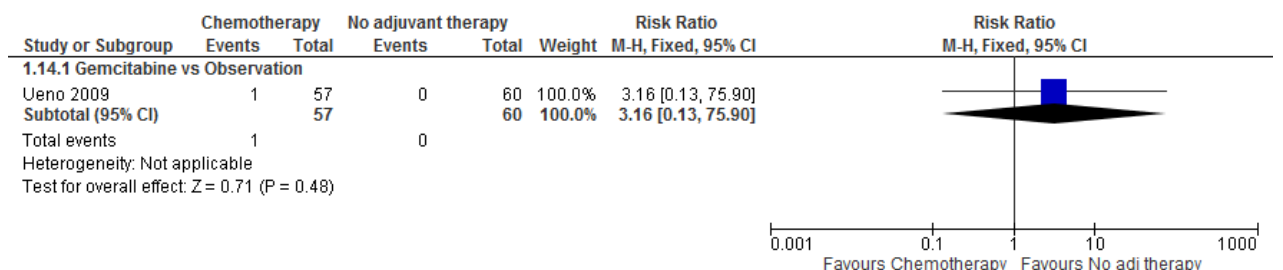 Chemotherapy No adjuvant therapy Risk Ratio Risk Ratio
Study or Subgroup Events Total Events Total Weight M-H, Fixed, 95% CI M-H, Fixed, 95% CI
1.14.1 Gemcitabine vs Observation
Ueno 2009 1 57 0 60 100.0% 3.16 [0.13, 75.90]
Subtotal (95% CI) 57 60 100.0% 3.16 [0.13, 75.90]
Total events 1 0
Heterogeneity: Not applicable
Test for overall effect: Z = 0.71 (P = 0.48)
0.001 0.1 1 10 1000
Favours Chemotherapy Favours No adj therapy